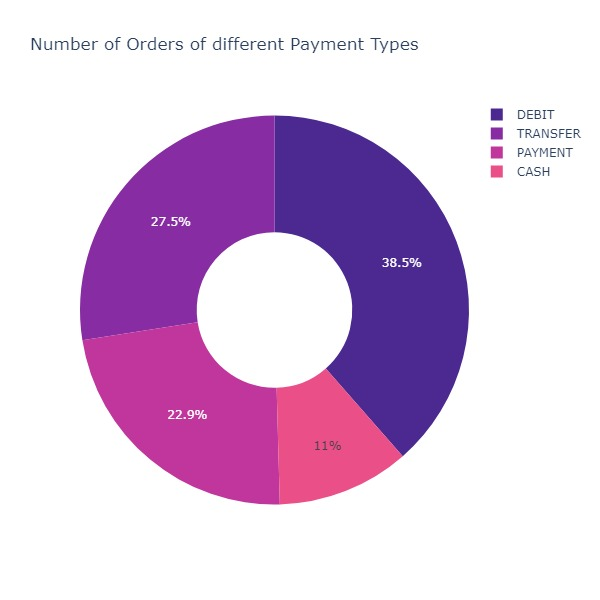 Number of Orders of different Payment Types
DEBIT
TRANSFER
PAYMENT
CASH
27.5%
38.5%
22.9%
11%